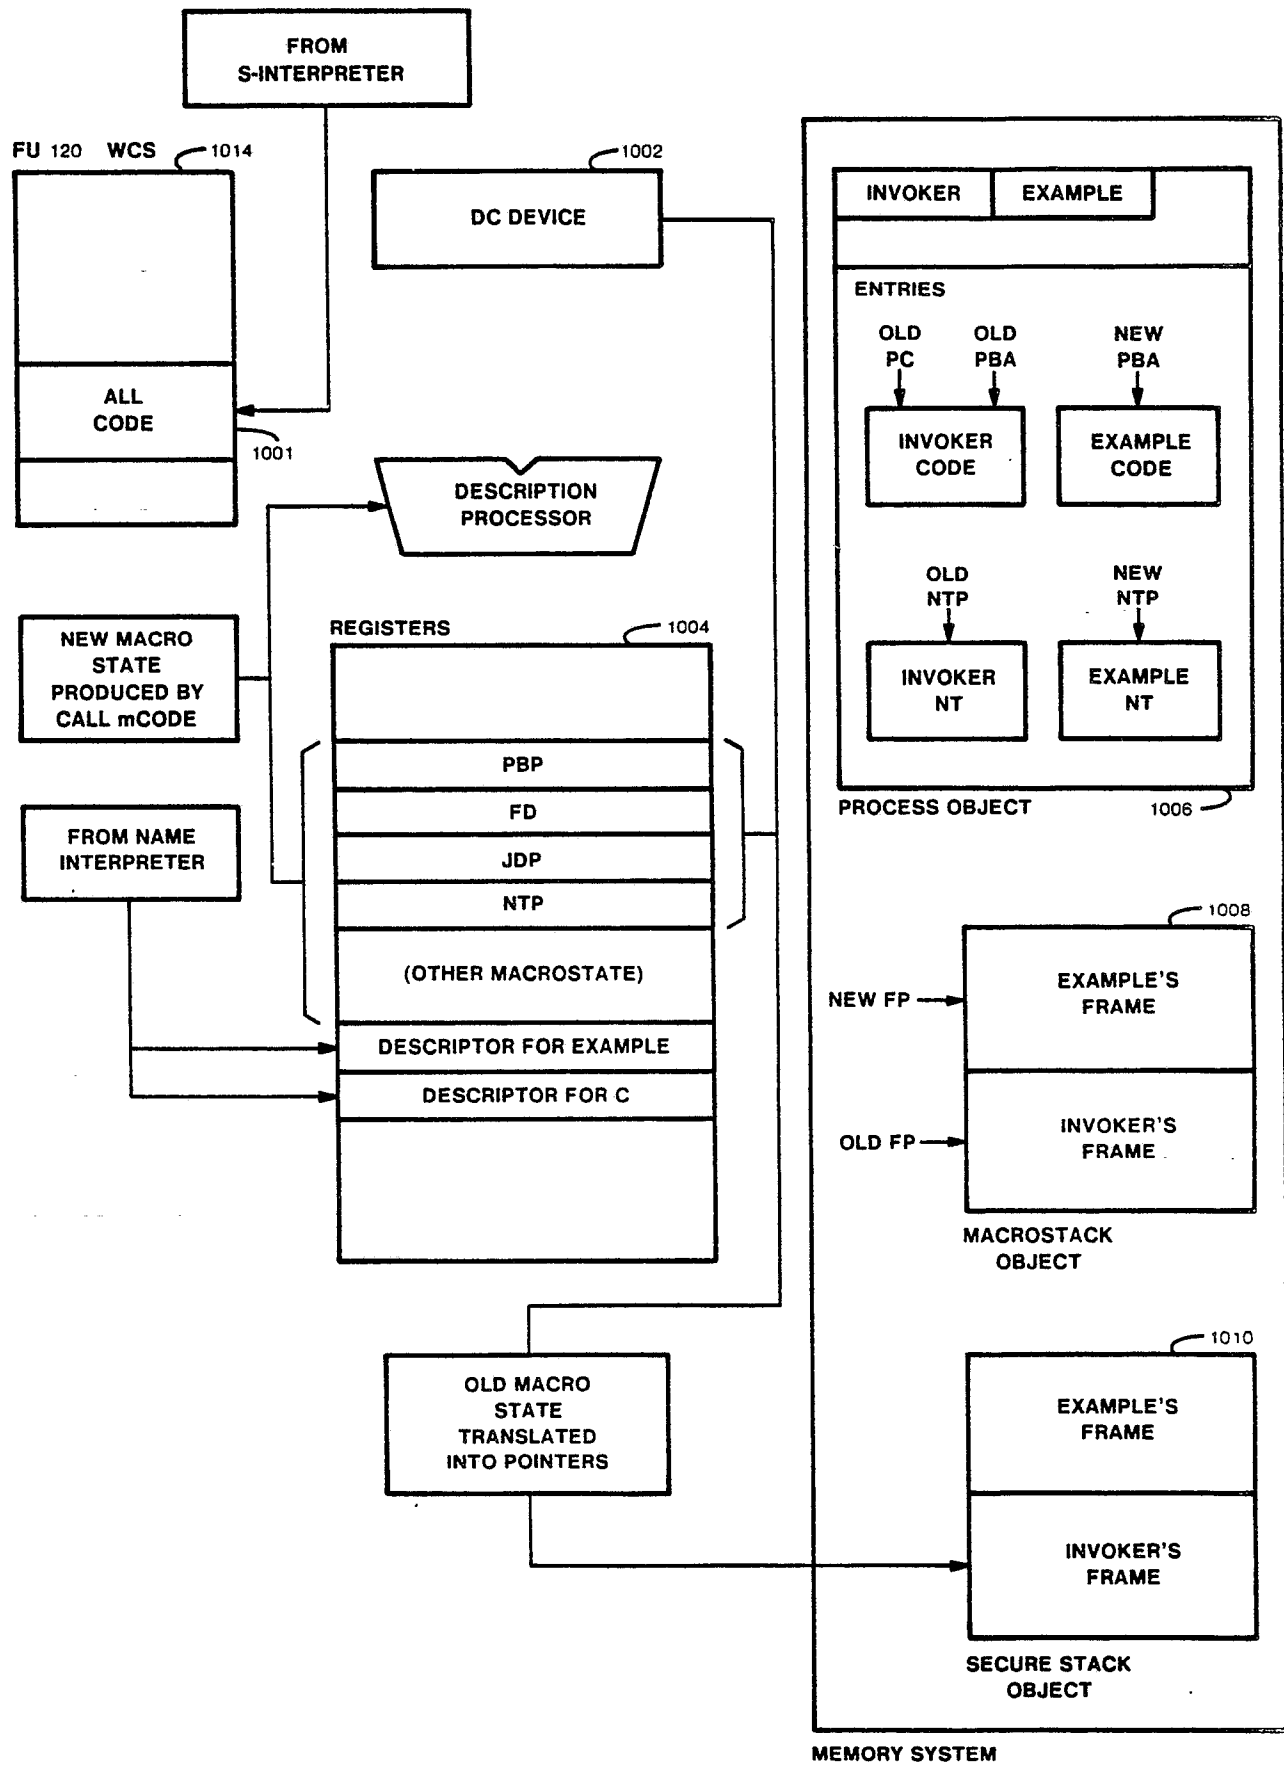 FROM
S-INTERPRETER
FU 120 WCS
1014
ALL
CODE
1001
1002
DC DEVICE
DESCRIPTION
PROCESSOR
NEW MACRO
STATE
PRODUCED BY
CALL mCODE
FROM NAME
INTERPRETER
REGISTERS
1004
PBP
FD
JDP
NTP
(OTHER MACROSTATE)
DESCRIPTOR FOR EXAMPLE
DESCRIPTOR FOR C
OLD MACRO
STATE
TRANSLATED
INTO POINTERS
INVOKER
EXAMPLE
ENTRIES
OLD
PC
OLD
PBA
NEW
PBA
INVOKER
CODE
EXAMPLE
CODE
OLD
NTP
NEW
NTP
INVOKER
NT
EXAMPLE
NT
PROCESS OBJECT
1006
1008
NEW FP
EXAMPLE'S
FRAME
OLD FP
INVOKER'S
FRAME
MACROSTACK
OBJECT
1010
EXAMPLE'S
FRAME
INVOKER'S
FRAME
SECURE STACK
OBJECT
MEMORY SYSTEM